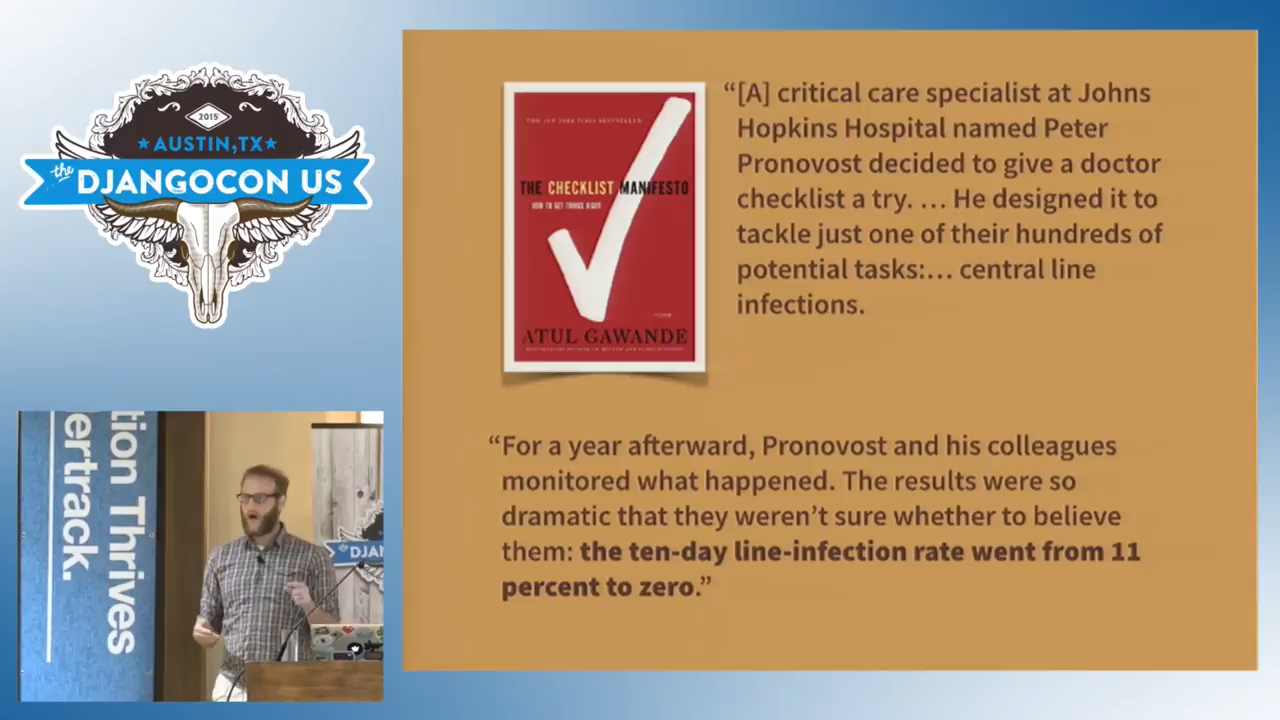 2015
AUSTIN, TX
the
DJANGOCON US
THE NEW YORK TIMES BESTSELLER
THE CHECKLIST MANIFESTO
HOW TO GET THINGS RIGHT
ATUL GAWANDE
“[A] critical care specialist at Johns
Hopkins Hospital named Peter
Pronovost decided to give a doctor
checklist a try. … He designed it to
tackle just one of their hundreds of
potential tasks:… central line
infections.
“For a year afterward, Pronovost and his colleagues
monitored what happened. The results were so
dramatic that they weren’t sure whether to believe
them: the ten-day line-infection rate went from 11
percent to zero.”
tion Thrives
ertrack.
DJAN